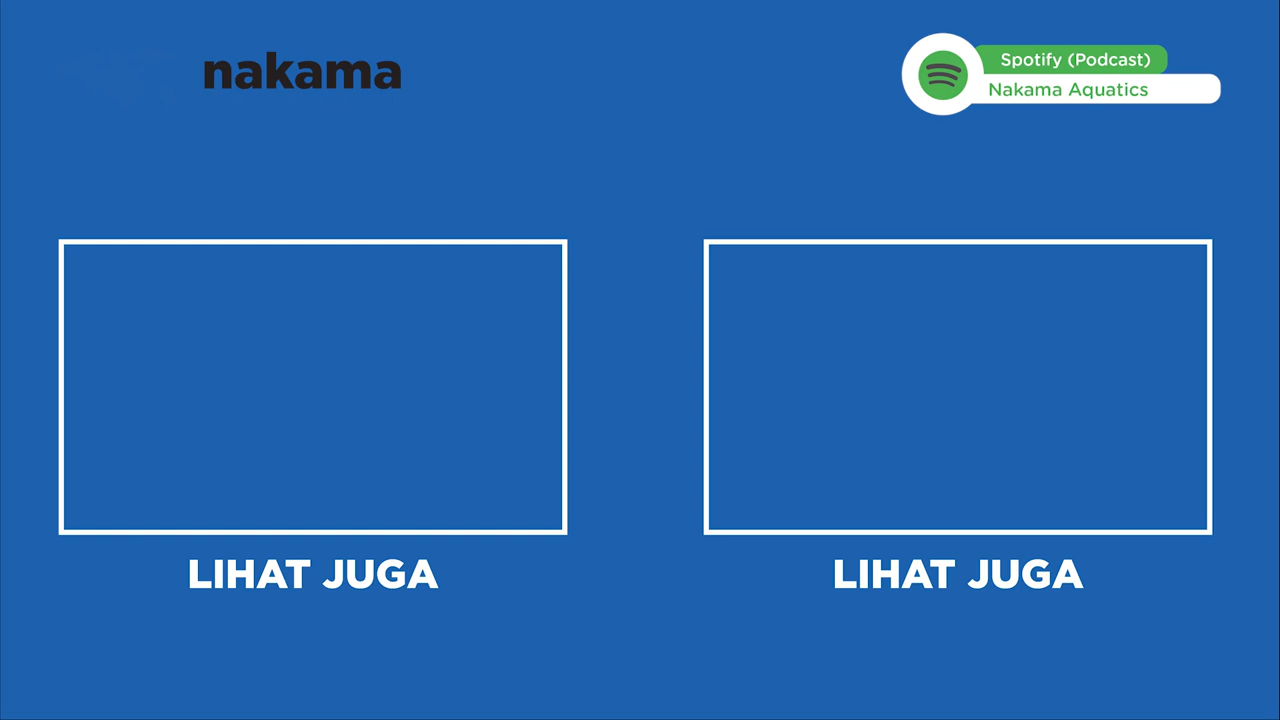 nakama
Spotify (Podcast)
Nakama Aquatics
LIHAT JUGA
LIHAT JUGA